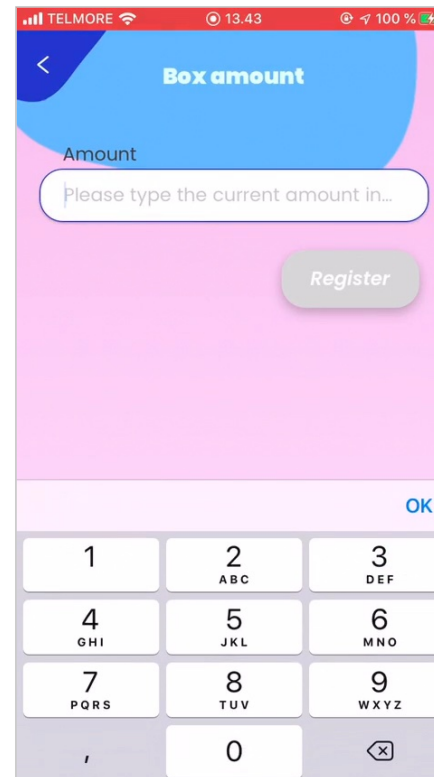 TELMORE 13.43 100 %
Box amount
Amount
Please type the current amount in...
Register
OK
1 2 3
ABC DEF
4 5 6
GHI JKL MNO
7 8 9
PQRS TUV WXYZ
, 0